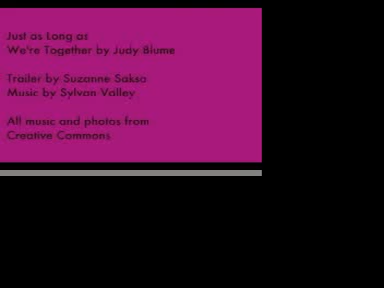 Just as Long as
We're Together by Judy Blume
Trailer by Suzanne Saksa
Music by Sylvan Valley
All music and photos from
Creative Commons